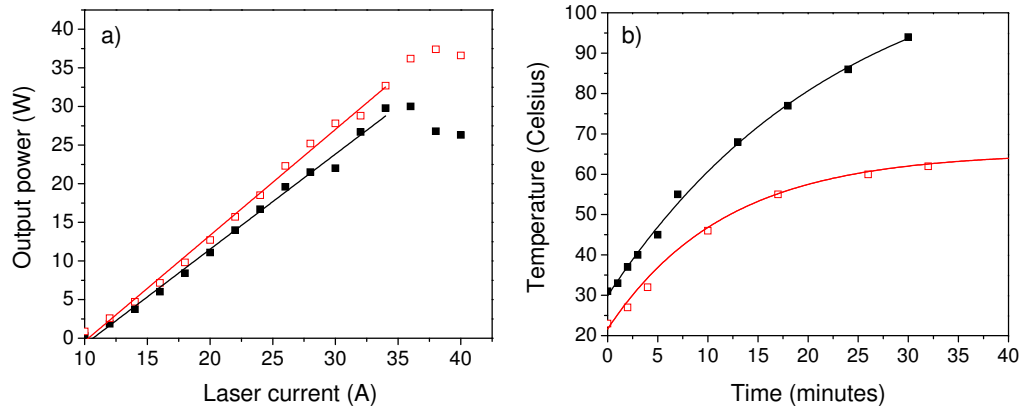 a)
Output power (W)
40
35
30
25
20
15
10
5
0
10 15 20 25 30 35 40
Laser current (A)
b)
Temperature (Celsius)
100
90
80
70
60
50
40
30
20
0 5 10 15 20 25 30 35 40
Time (minutes)